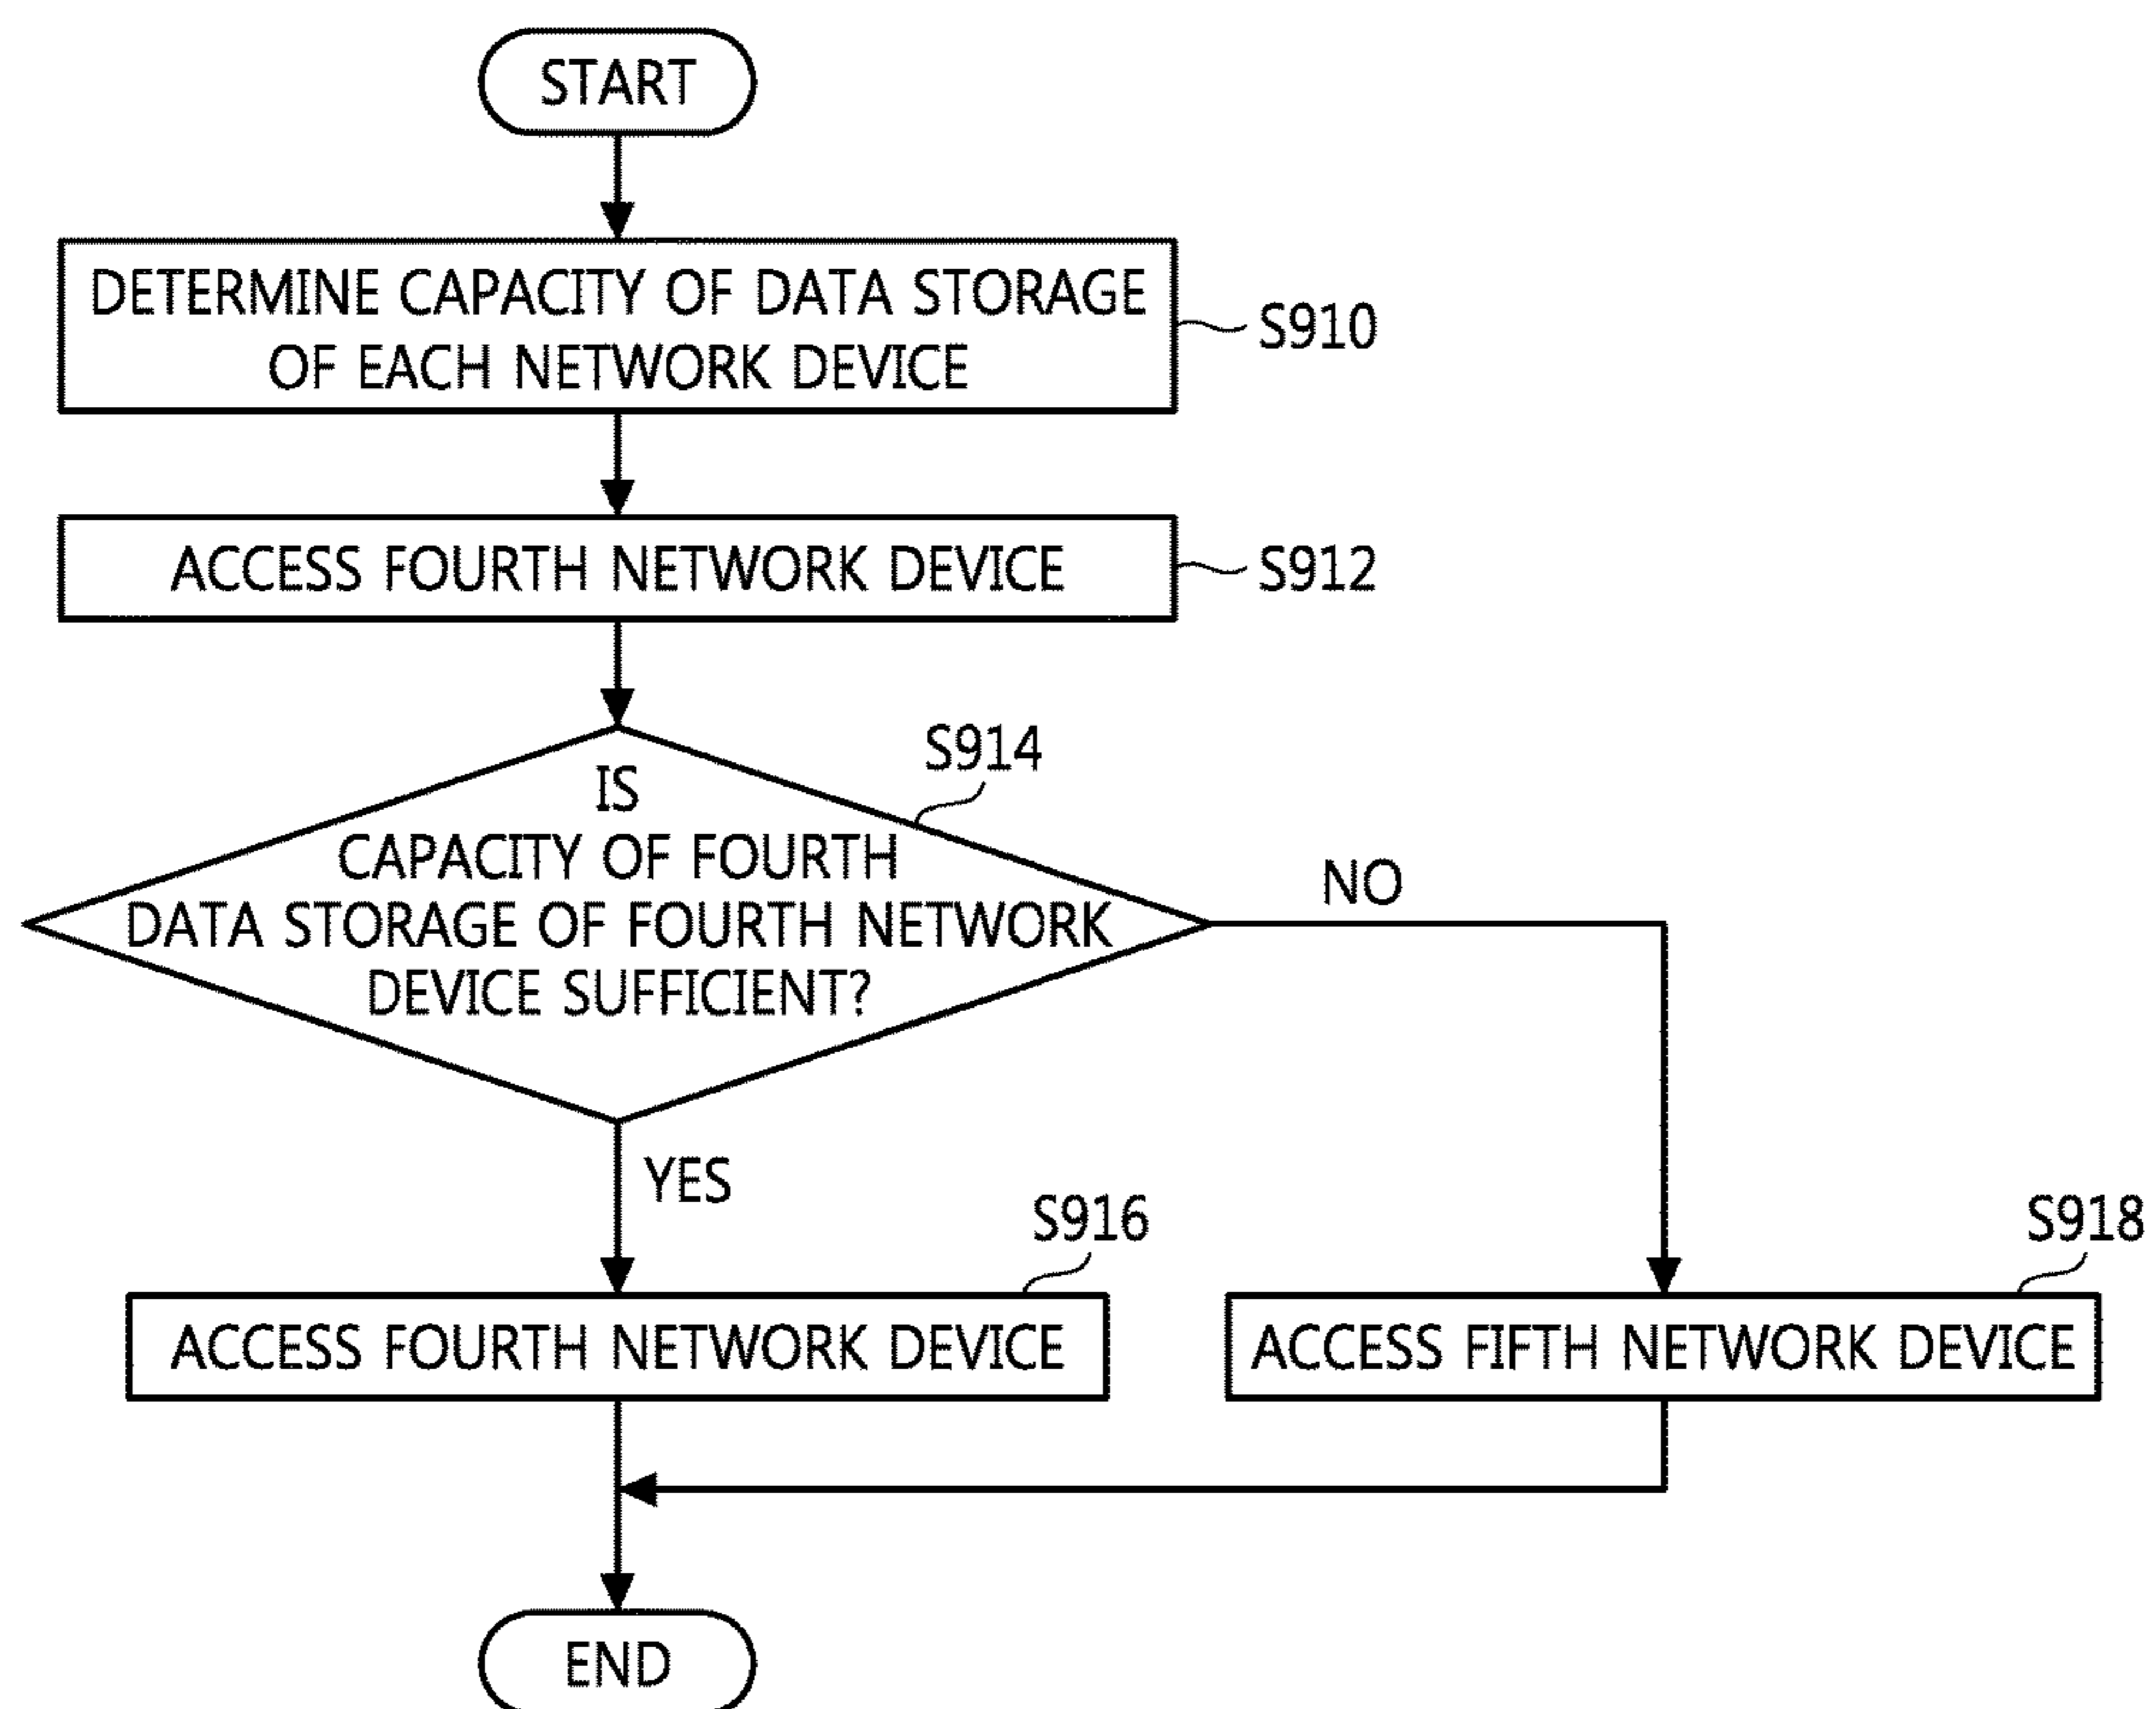 START
DETERMINE CAPACITY OF DATA STORAGE
OF EACH NETWORK DEVICE
S910
ACCESS FOURTH NETWORK DEVICE
S912
S914
IS
CAPACITY OF FOURTH
DATA STORAGE OF FOURTH NETWORK
DEVICE SUFFICIENT?
NO
YES
S916
ACCESS FOURTH NETWORK DEVICE
S918
ACCESS FIFTH NETWORK DEVICE
END